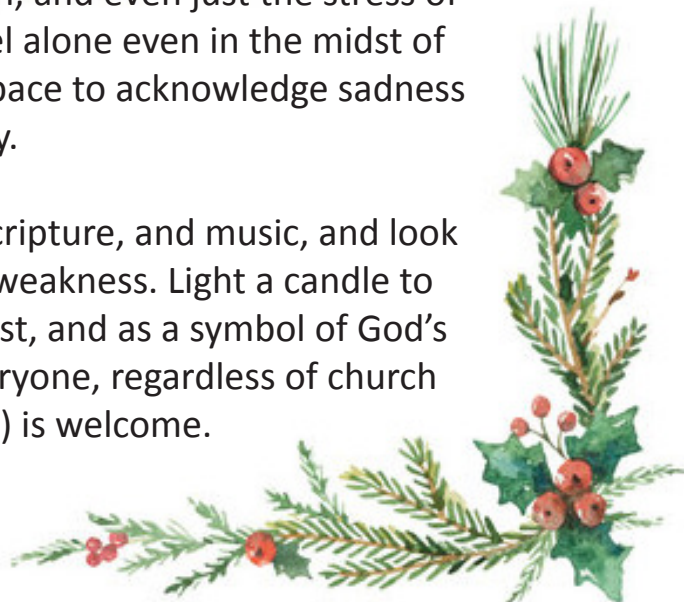 , and even just the stress of
el alone even in the midst of
pace to acknowledge sadness
y.
cripture, and music, and look
weakness. Light a candle to
st, and as a symbol of God's
eryone, regardless of church
) is welcome.